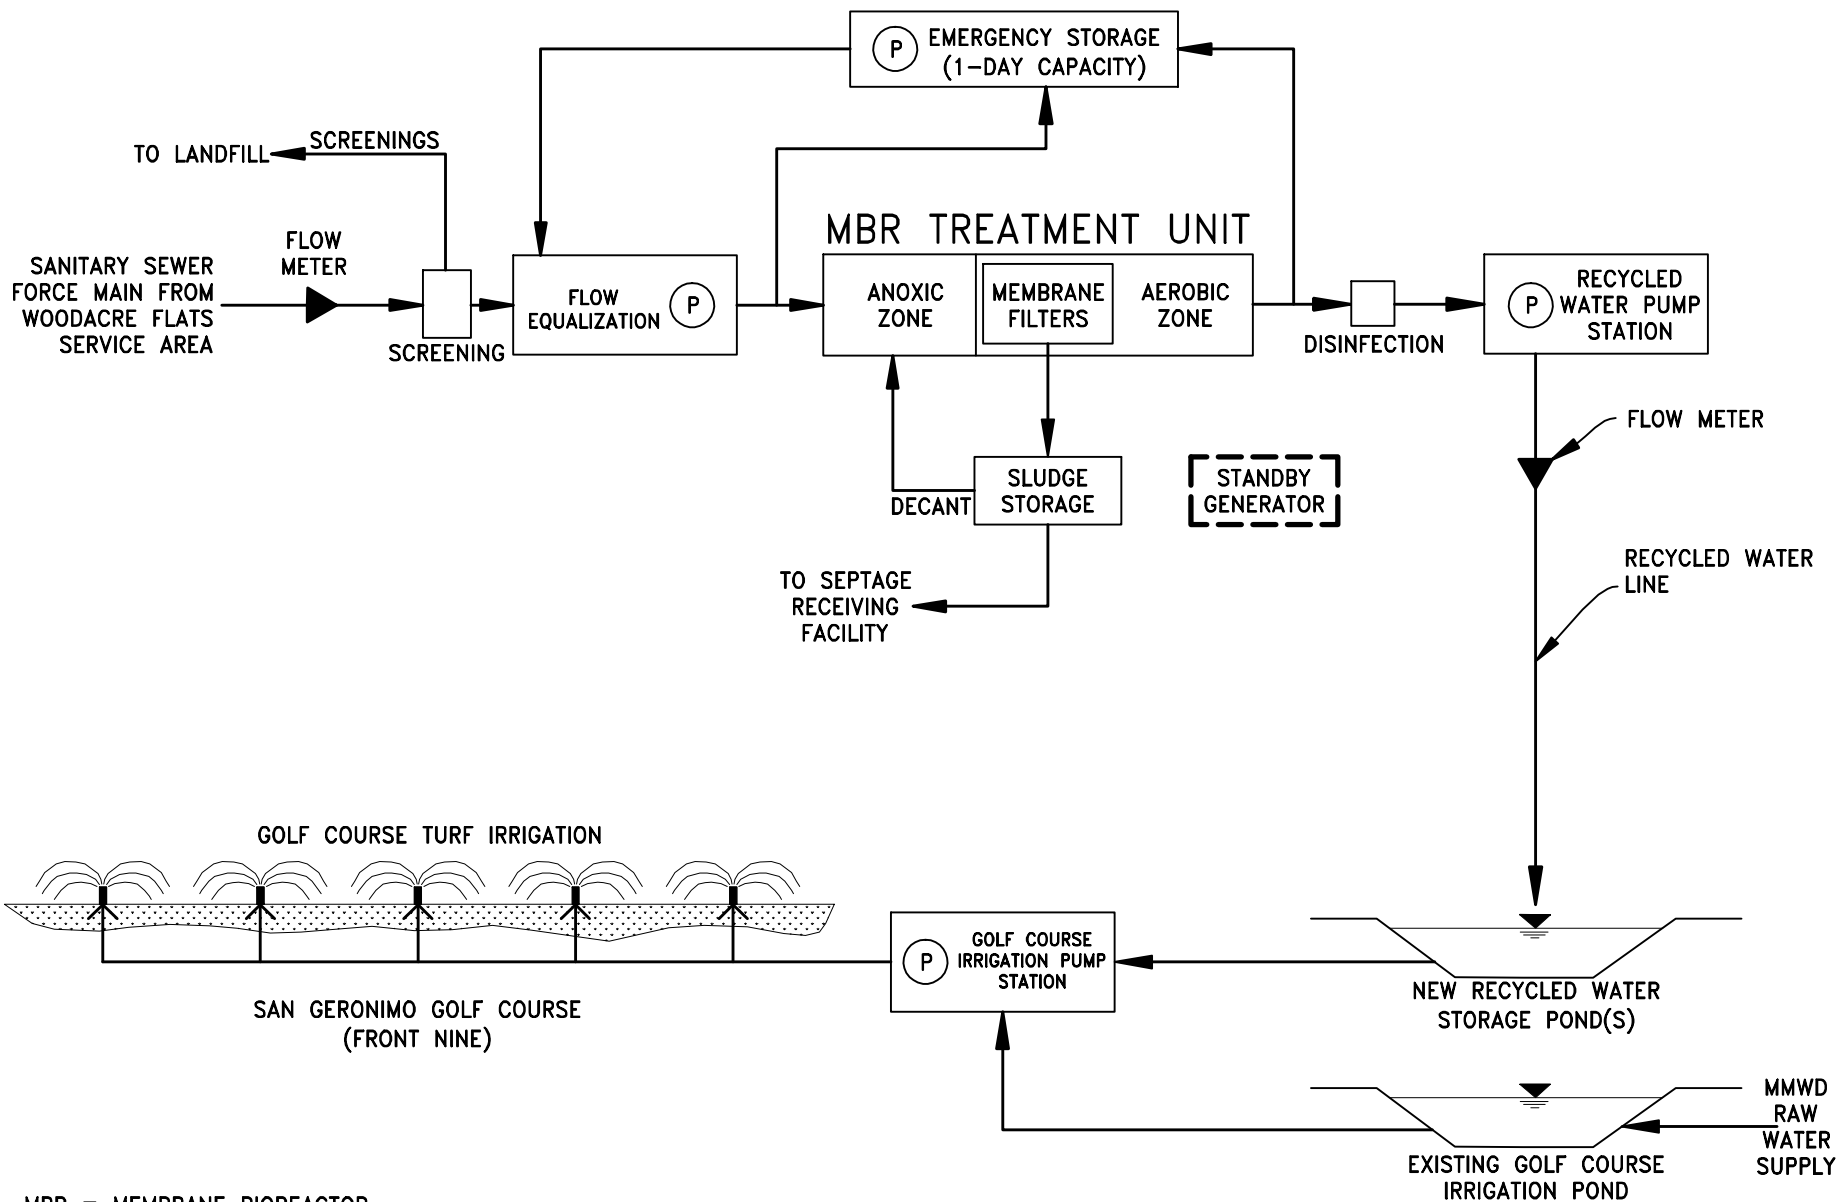 P
EMERGENCY STORAGE
(1-DAY CAPACITY)
SCREENINGS
TO LANDFILL
MBR TREATMENT UNIT
FLOW
METER
SANITARY SEWER
FORCE MAIN FROM
WOODACRE FLATS
SERVICE AREA
SCREENING
FLOW
EQUALIZATION
P
ANOXIC
ZONE
MEMBRANE
FILTERS
AEROBIC
ZONE
DISINFECTION
P
RECYCLED
WATER PUMP
STATION
FLOW METER
SLUDGE
STORAGE
DECANT
STANDBY
GENERATOR
TO SEPTAGE
RECEIVING
FACILITY
RECYCLED WATER
LINE
GOLF COURSE TURF IRRIGATION
P
GOLF COURSE
IRRIGATION PUMP
STATION
SAN GERONIMO GOLF COURSE
(FRONT NINE)
NEW RECYCLED WATER
STORAGE POND(S)
MMWD
RAW
WATER
SUPPLY
EXISTING GOLF COURSE
IRRIGATION POND
MBR = MEMBRANE BIOREACTOR